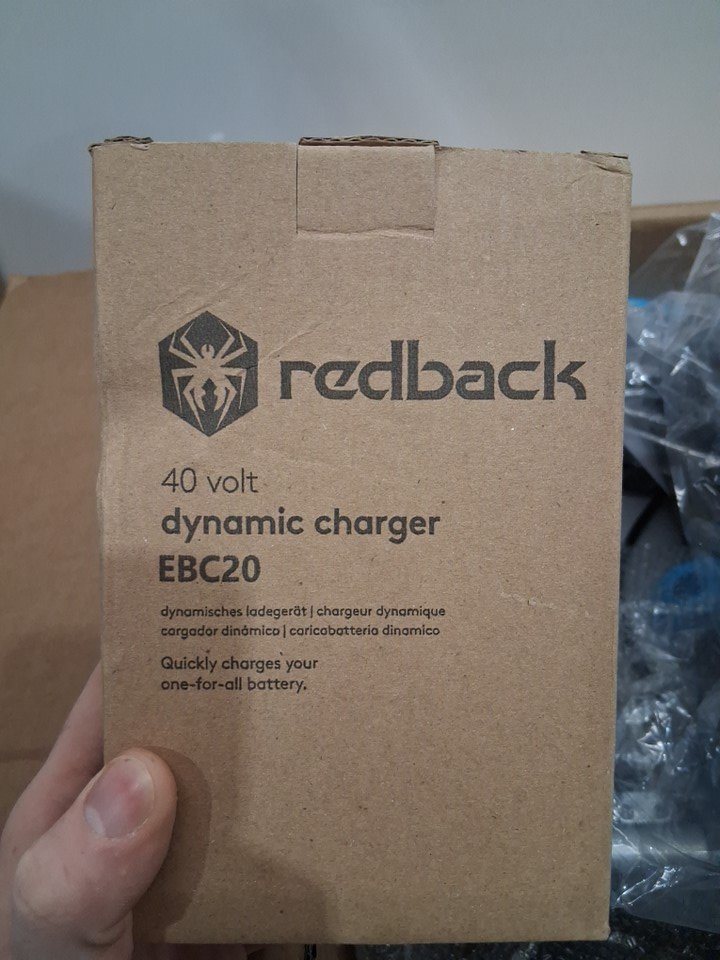 redback
40 volt
dynamic charger
EBC20
dynamisches ladegerät | chargeur dynamique
cargador dinámico | caricabatteria dinamico
Quickly charges your
one-for-all battery.